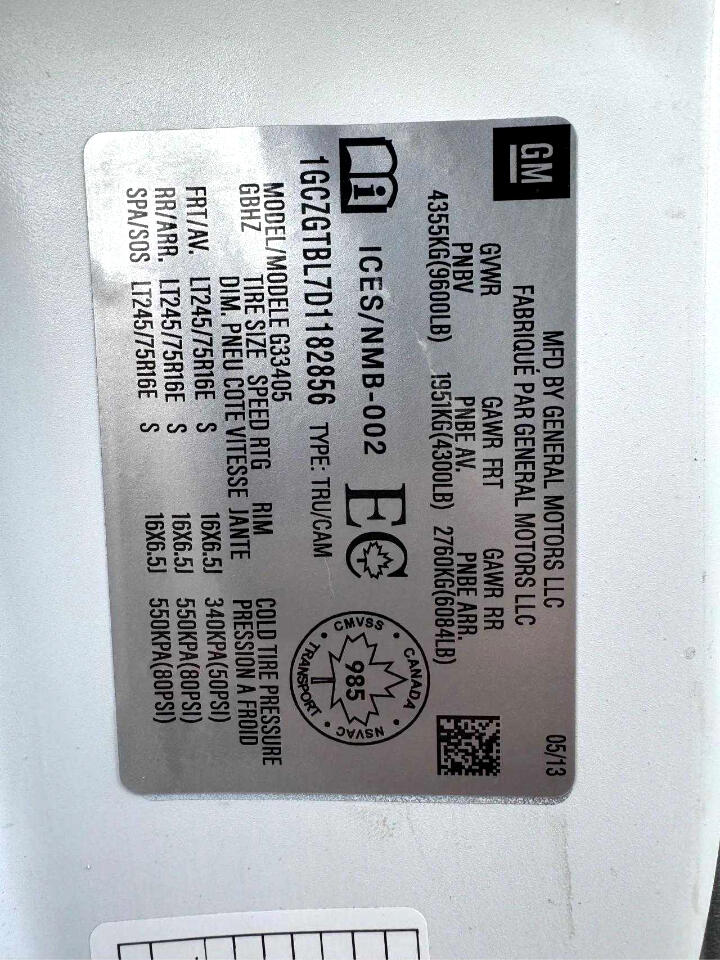 GM
MFD BY GENERAL MOTORS LLC
FABRIQUÉ PAR GENERAL MOTORS LLC
05/13
GVWR GAWR FRT GAWR RR
PNBV PNBE AV. PNBE ARR.
4355KG(9600LB) 1951KG(4300LB) 2760KG(6084LB)
i ICES/NMB-002 EC
CMVSS CANADA
985
NSVAC TRANSPORT
1GCZGTBL7D1182856 TYPE: TRU/CAM
MODEL/MODELE G33405
GBHZ TIRE SIZE SPEED RTG RIM COLD TIRE PRESSURE
DIM. PNEU COTE VITESSE JANTE PRESSION A FROID
FRT/AV. LT245/75R16E S 16X6.5J 340KPA(50PSI)
RR/ARR. LT245/75R16E S 16X6.5J 550KPA(80PSI)
SPA/SOS LT245/75R16E S 16X6.5J 550KPA(80PSI)